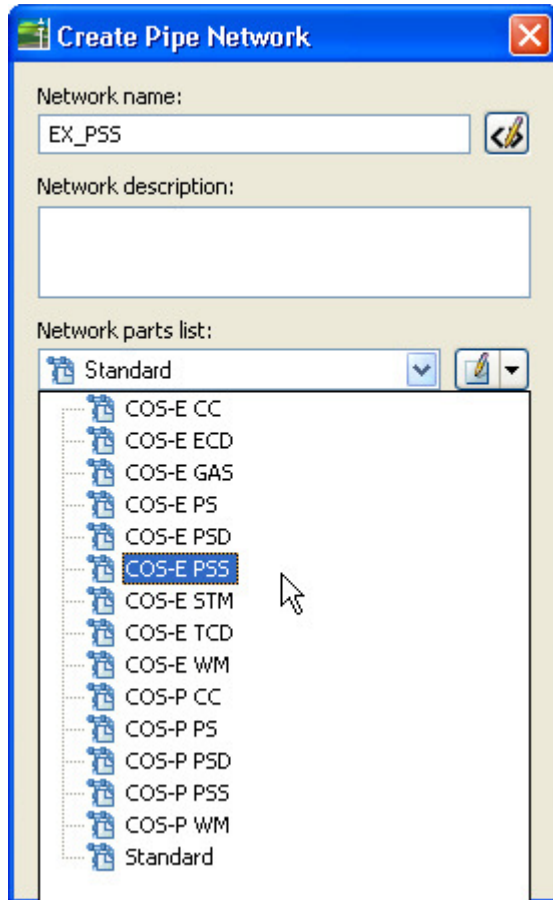 Create Pipe Network
Network name:
EX_PSS
Network description:
Network parts list:
Standard
COS-E CC
COS-E ECD
COS-E GAS
COS-E PS
COS-E PSD
COS-E PSS
COS-E STM
COS-E TCD
COS-E WM
COS-P CC
COS-P PS
COS-P PSD
COS-P PSS
COS-P WM
Standard